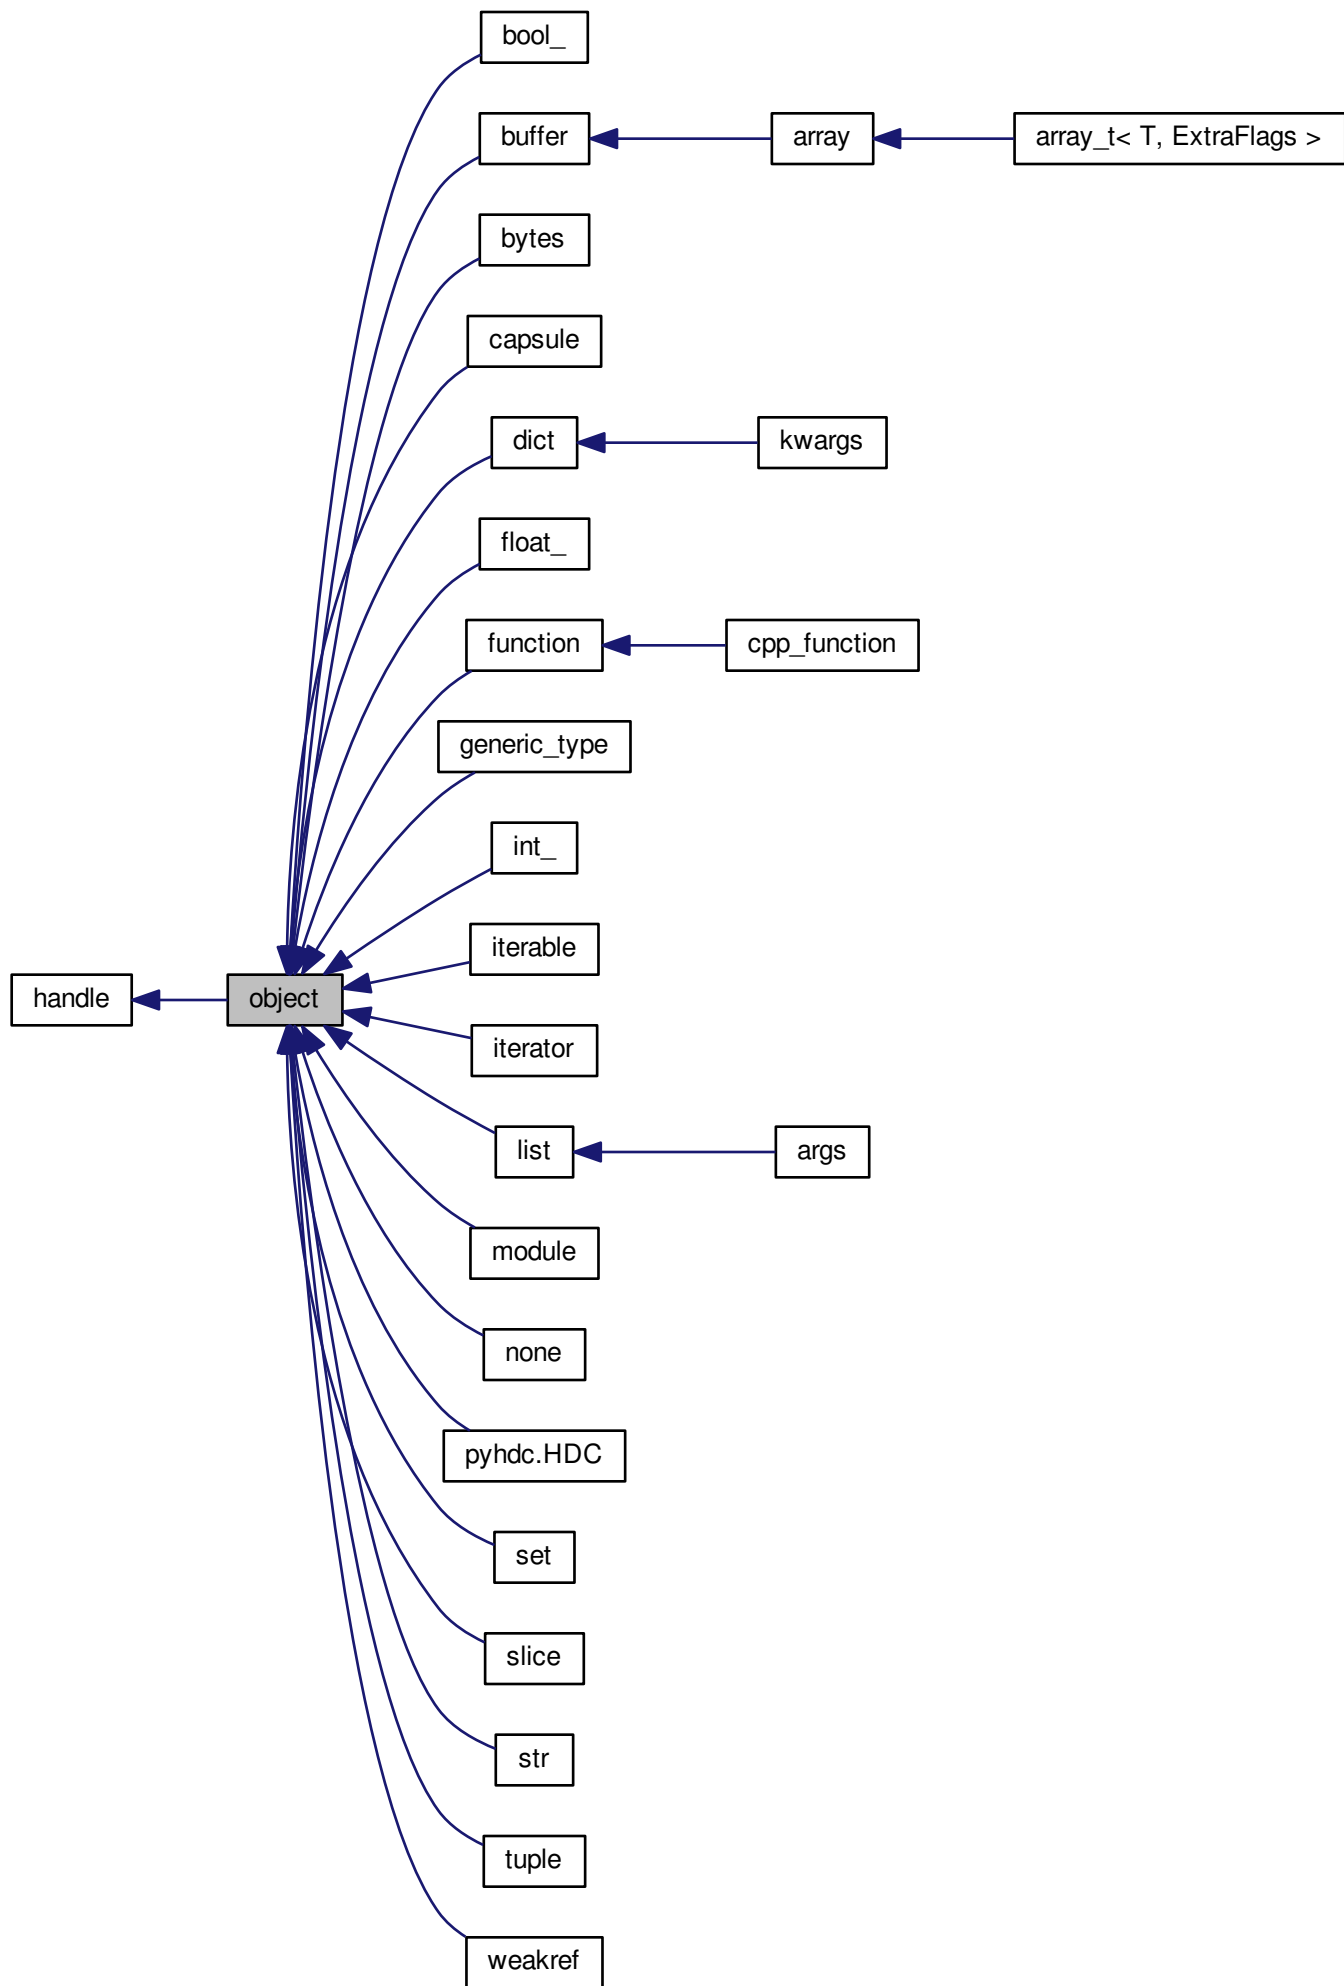 bool_
buffer
array
array_t< T, ExtraFlags >
bytes
capsule
dict
kwargs
float_
function
cpp_function
generic_type
int_
iterable
handle
object
iterator
list
args
module
none
pyhdc.HDC
set
slice
str
tuple
weakref